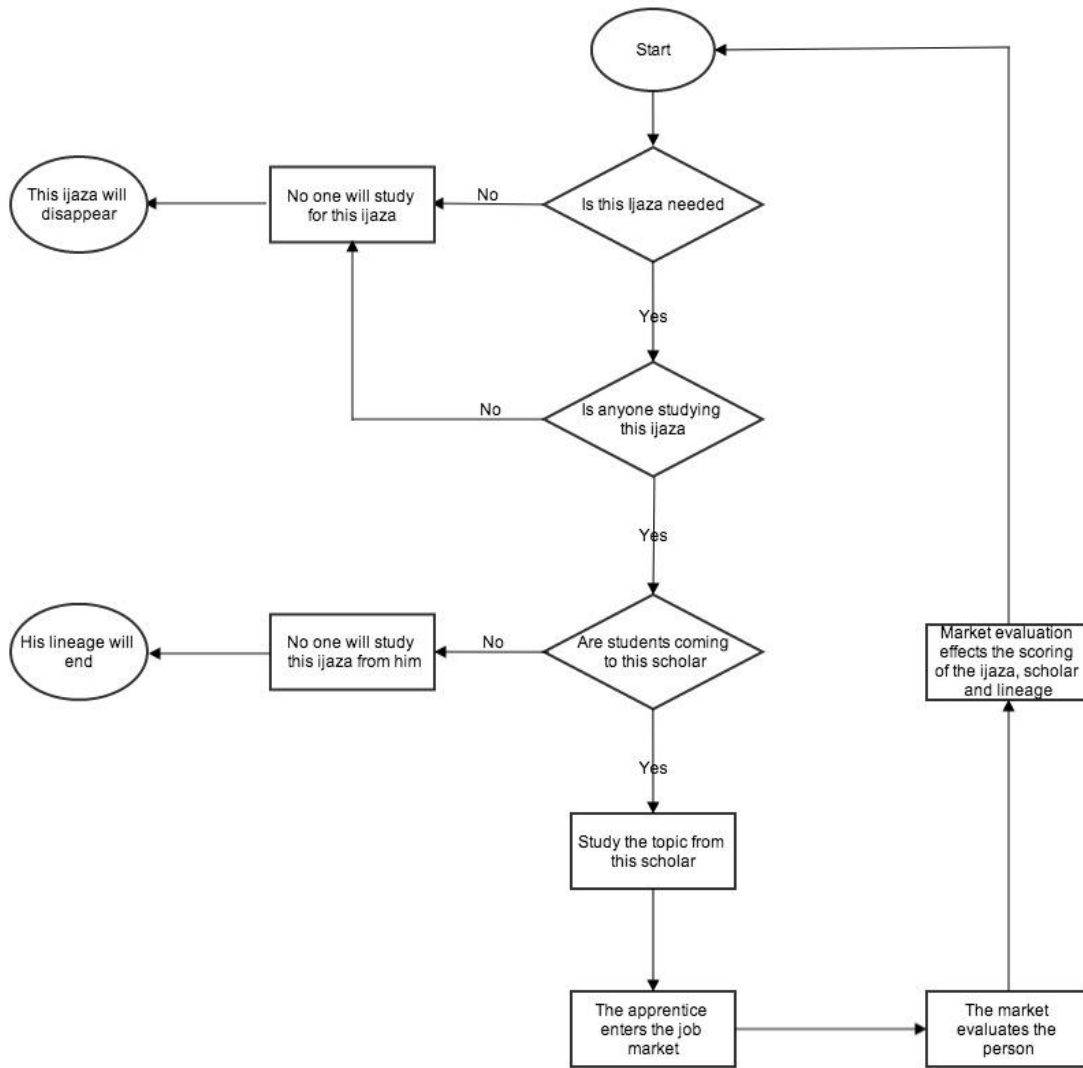 Start
This ijaza will
disappear
No one will study
for this ijaza
No
Is this Ijaza needed
Yes
No
Is anyone studying
this ijaza
Yes
His lineage will
end
No one will study
this ijaza from him
No
Are students coming
to this scholar
Market evaluation
effects the scoring
of the ijaza, scholar
and lineage
Yes
Study the topic from
this scholar
The apprentice
enters the job
market
The market
evaluates the
person